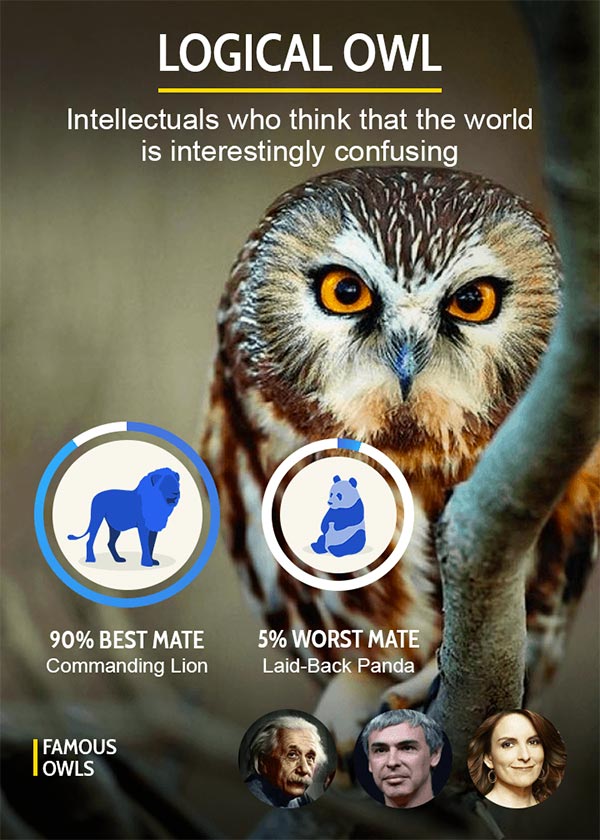 LOGICAL OWL
Intellectuals who think that the world
is interestingly confusing
90% BEST MATE
Commanding Lion
5% WORST MATE
Laid-Back Panda
FAMOUS
OWLS